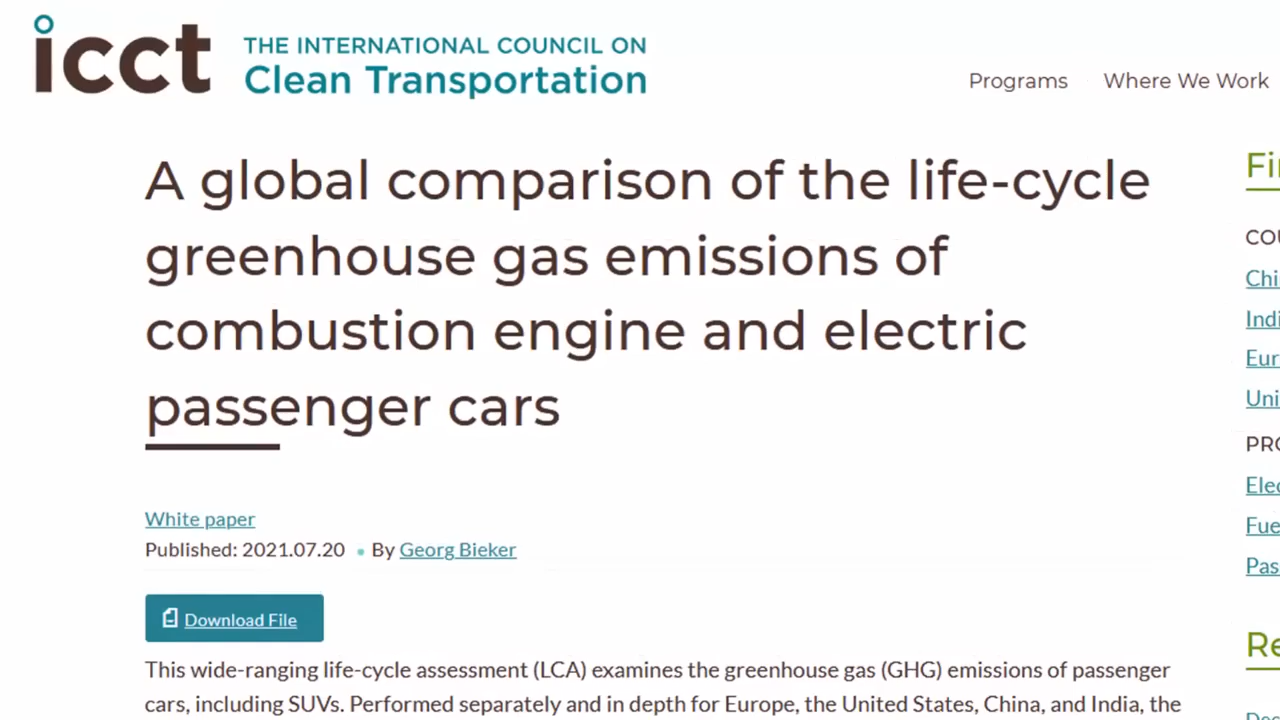 icct
THE INTERNATIONAL COUNCIL ON
Clean Transportation
Programs
Where We Work
A global comparison of the life-cycle
greenhouse gas emissions of
combustion engine and electric
passenger cars
White paper
Published: 2021.07.20 • By Georg Bieker
Download File
This wide-ranging life-cycle assessment (LCA) examines the greenhouse gas (GHG) emissions of passenger
cars, including SUVs. Performed separately and in depth for Europe, the United States, China, and India, the